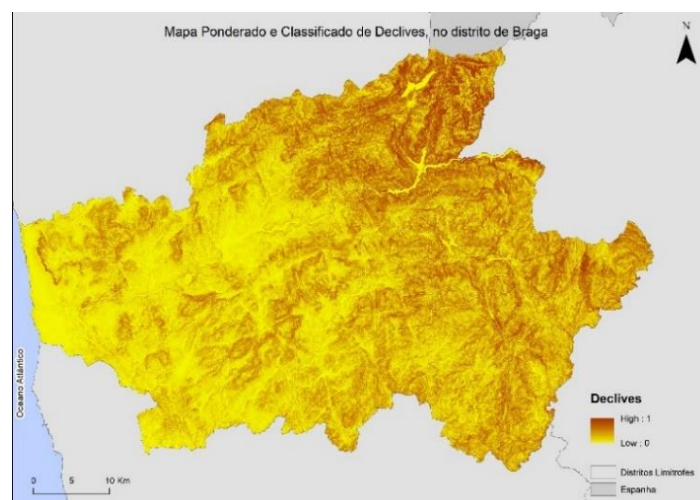 Mapa Ponderado e Classificado de Declives, no distrito de Braga
N
Oceano Atlântico
Declives
High : 1
Low : 0
0 5 10 Km
Distritos Limítrofes
Espanha